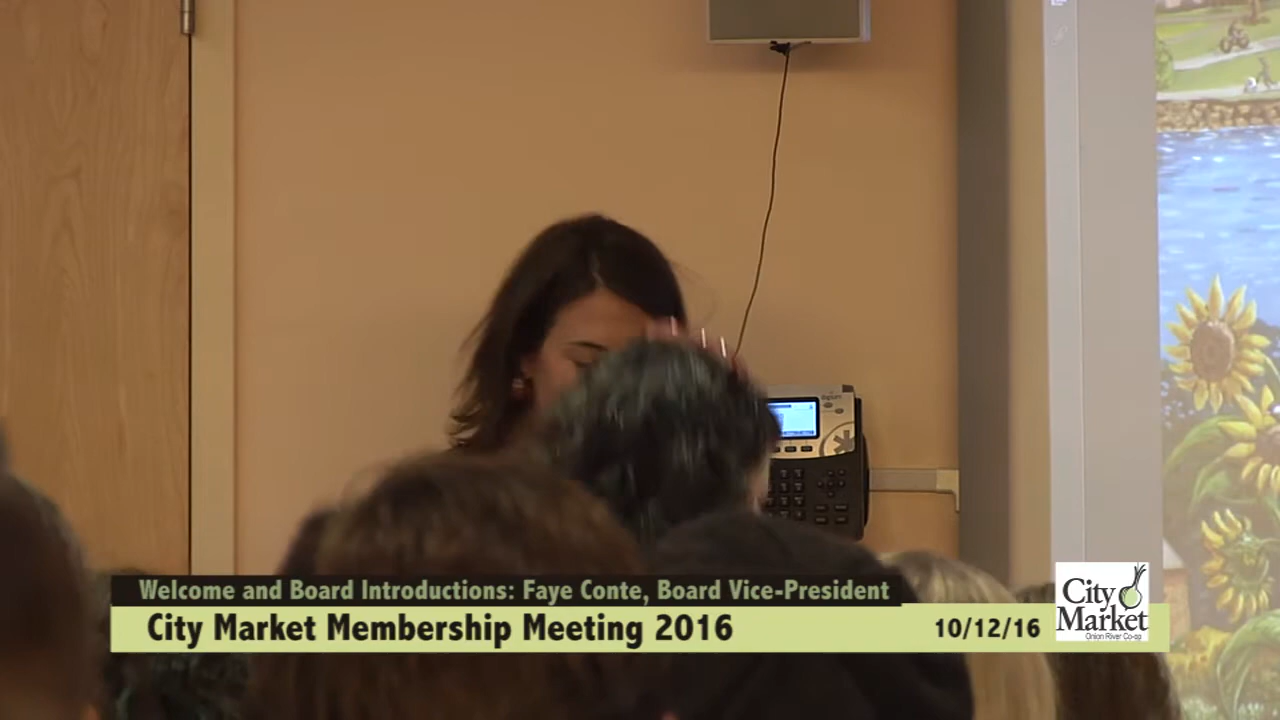 Welcome and Board Introductions: Faye Conte, Board Vice-President
City Market Membership Meeting 2016
10/12/16
City
Market
Onion River Co-op